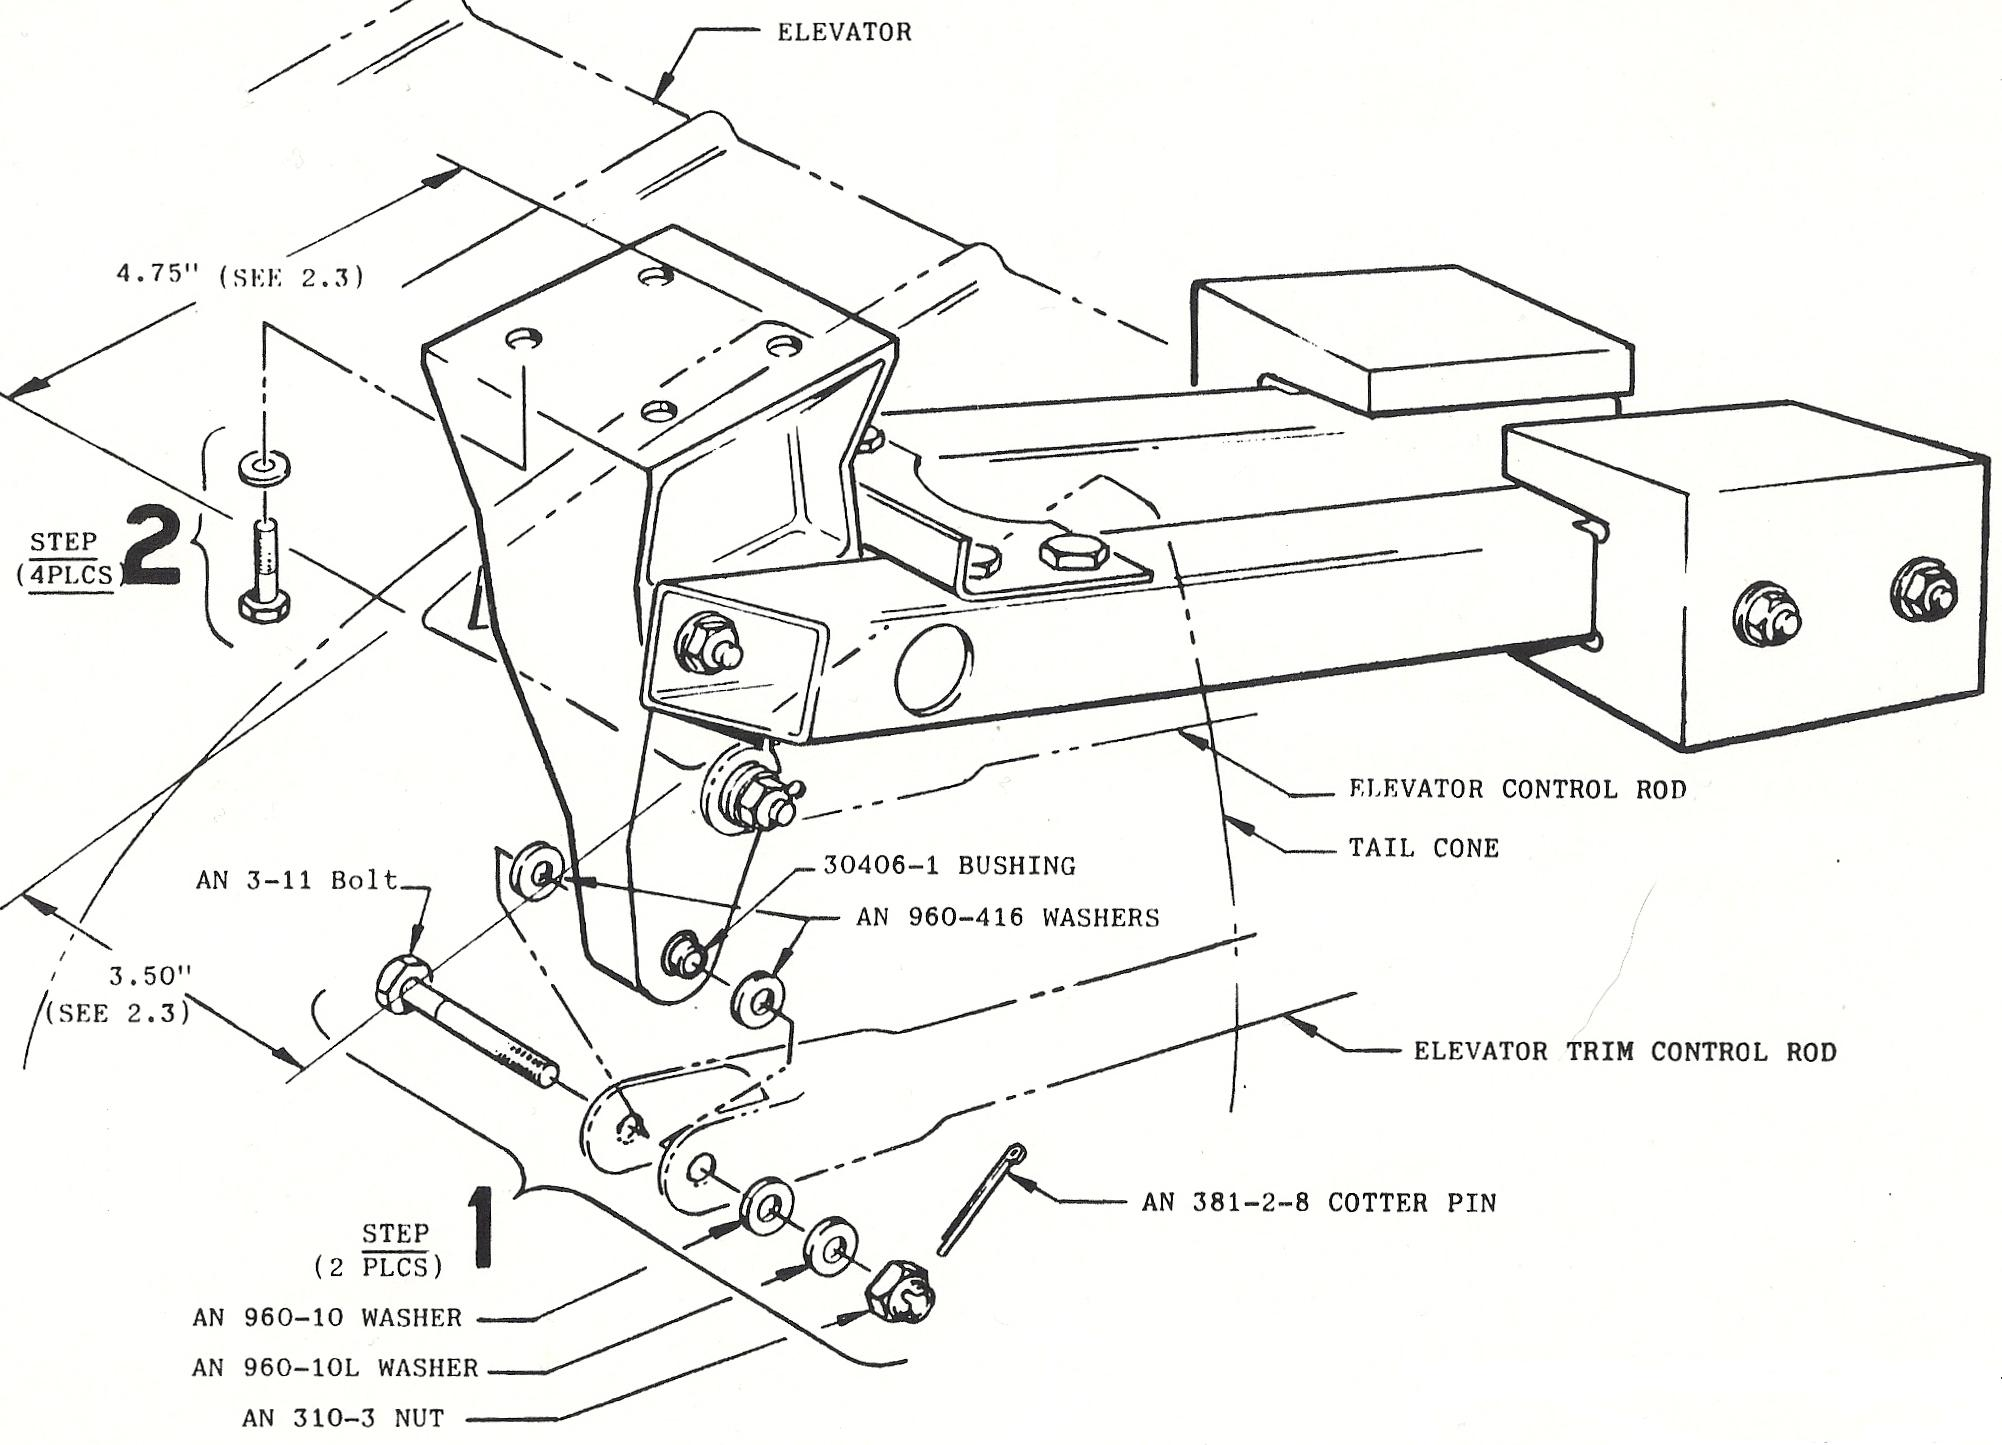 ELEVATOR
4.75" (SEE 2.3)
STEP 2
(4PLCS)
ELEVATOR CONTROL ROD
TAIL CONE
30406-1 BUSHING
AN 3-11 Bolt
AN 960-416 WASHERS
3.50"
(SEE 2.3)
ELEVATOR TRIM CONTROL ROD
AN 381-2-8 COTTER PIN
STEP 1
(2 PLCS)
AN 960-10 WASHER
AN 960-10L WASHER
AN 310-3 NUT